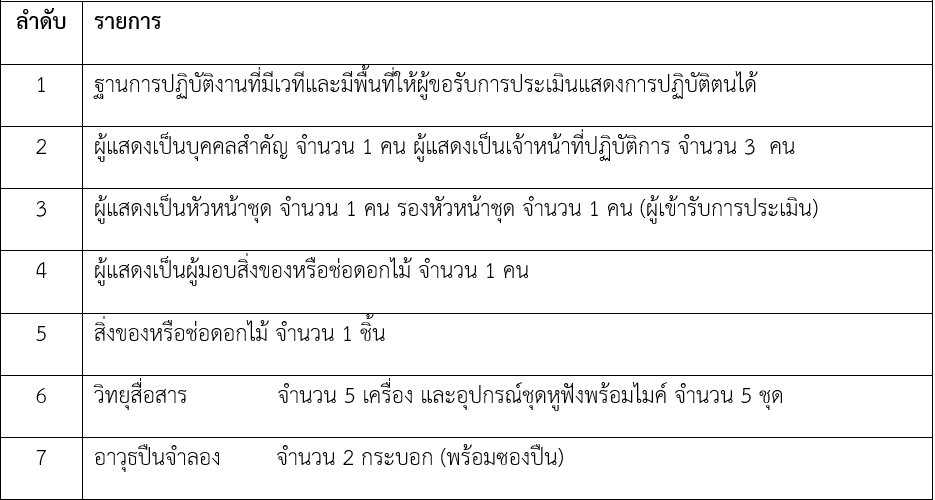 ลำดับ รายการ
1 ฐานการปฏิบัติงานที่มีเวทีและมีพื้นที่ให้ผู้ขอรับการประเมินแสดงการปฏิบัติตนได้
2 ผู้แสดงเป็นบุคคลสำคัญ จำนวน 1 คน ผู้แสดงเป็นเจ้าหน้าที่ปฏิบัติการ จำนวน 3 คน
3 ผู้แสดงเป็นหัวหน้าชุด จำนวน 1 คน รองหัวหน้าชุด จำนวน 1 คน (ผู้เข้ารับการประเมิน)
4 ผู้แสดงเป็นผู้มอบสิ่งของหรือช่อดอกไม้ จำนวน 1 คน
5 สิ่งของหรือช่อดอกไม้ จำนวน 1 ชิ้น
6 วิทยุสื่อสาร จำนวน 5 เครื่อง และอุปกรณ์ชุดหูฟังพร้อมไมค์ จำนวน 5 ชุด
7 อาวุธปืนจำลอง จำนวน 2 กระบอก (พร้อมซองปืน)